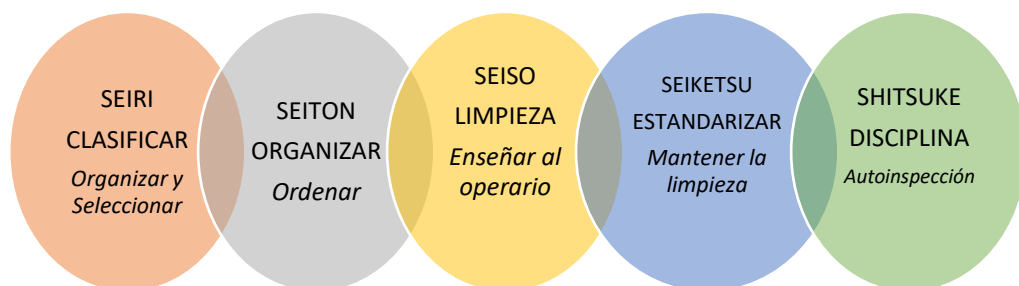 SEIRI
CLASIFICAR
Organizar y
Seleccionar
SEITON
ORGANIZAR
Ordenar
SEISO
LIMPIEZA
Enseñar al
operario
SEIKETSU
ESTANDARIZAR
Mantener la
limpieza
SHITSUKE
DISCIPLINA
Autoinspección